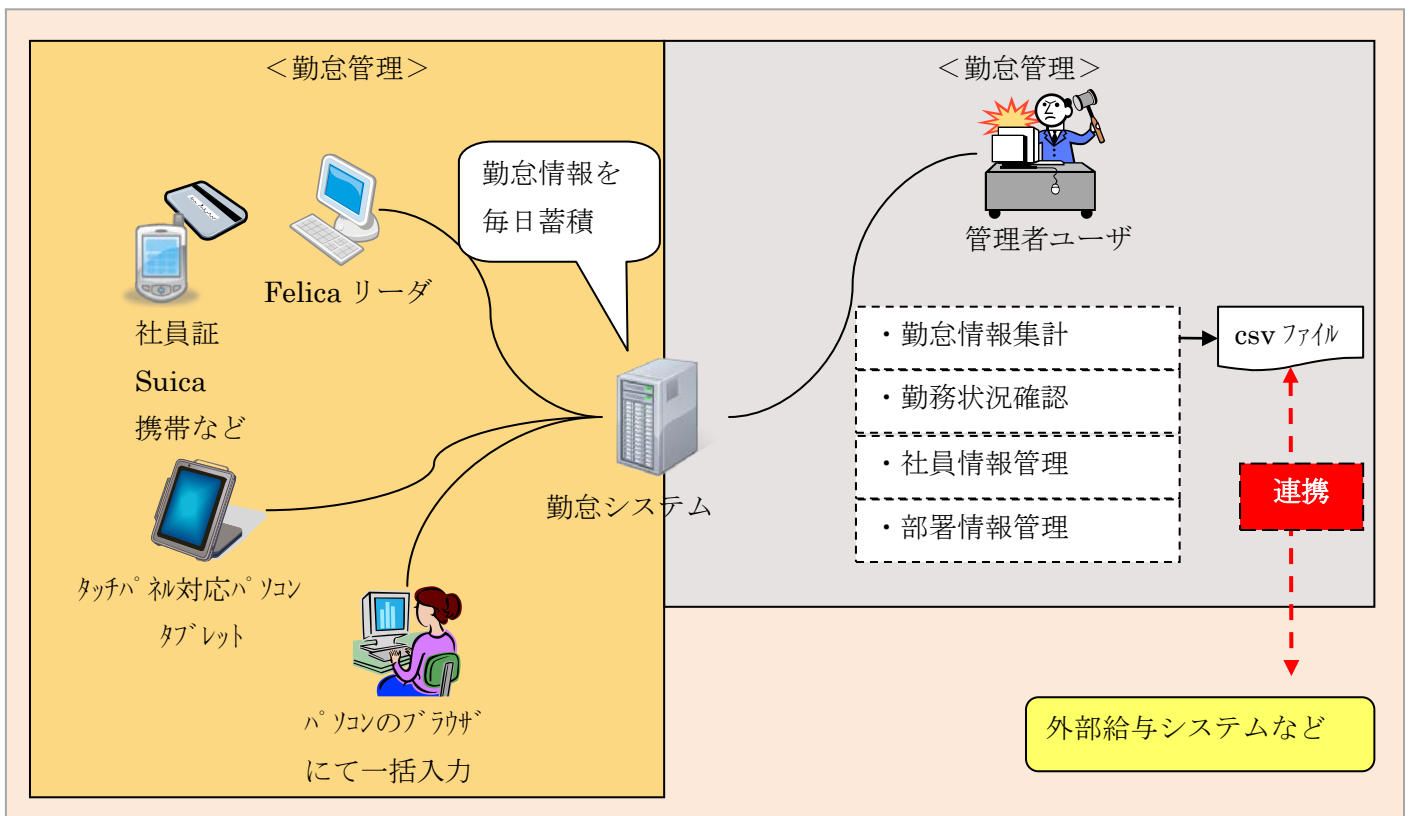 ＜勤怠管理＞
勤怠情報を
毎日蓄積
Felica リーダ
社員証
Suica
携帯など
ﾀｯﾁﾊﾟﾈﾙ対応ﾊﾟｿｺﾝ
ﾀﾌﾞﾚｯﾄ
ﾊﾟｿｺﾝのﾌﾞﾗｳｻﾞ
にて一括入力
勤怠システム
＜勤怠管理＞
管理者ユーザ
・勤怠情報集計
・勤務状況確認
・社員情報管理
・部署情報管理
csv ﾌｧｲﾙ
連携
外部給与システムなど